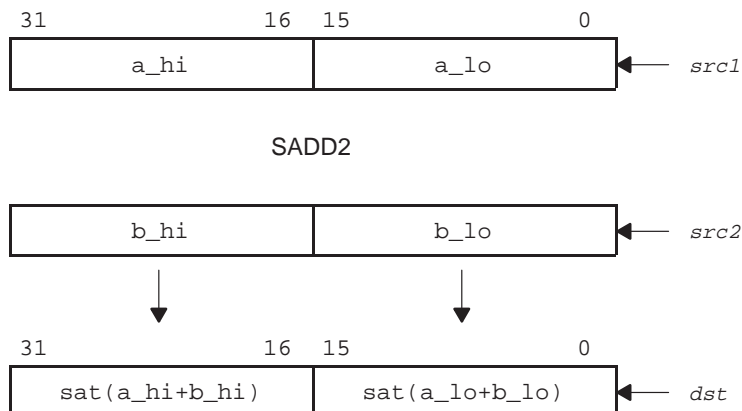 31 16 15 0
a_hi a_lo src1
SADD2
b_hi b_lo src2
31 16 15 0
sat(a_hi+b_hi) sat(a_lo+b_lo) dst